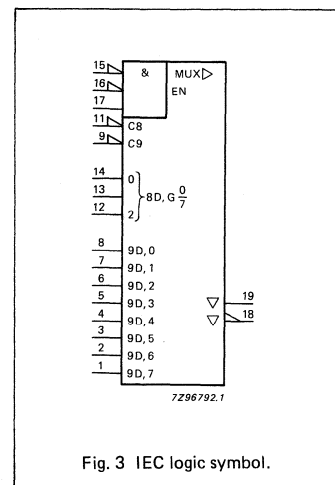 15 & MUX▷
16 EN
17
11 C8
9 C9
14 0
13 8D, G 0/7
12 2
8 9D, 0
7 9D, 1
6 9D, 2
5 9D, 3 ▽ 19
4 9D, 4 ▽ 18
3 9D, 5
2 9D, 6
1 9D, 7
7Z96792.1
Fig. 3 IEC logic symbol.